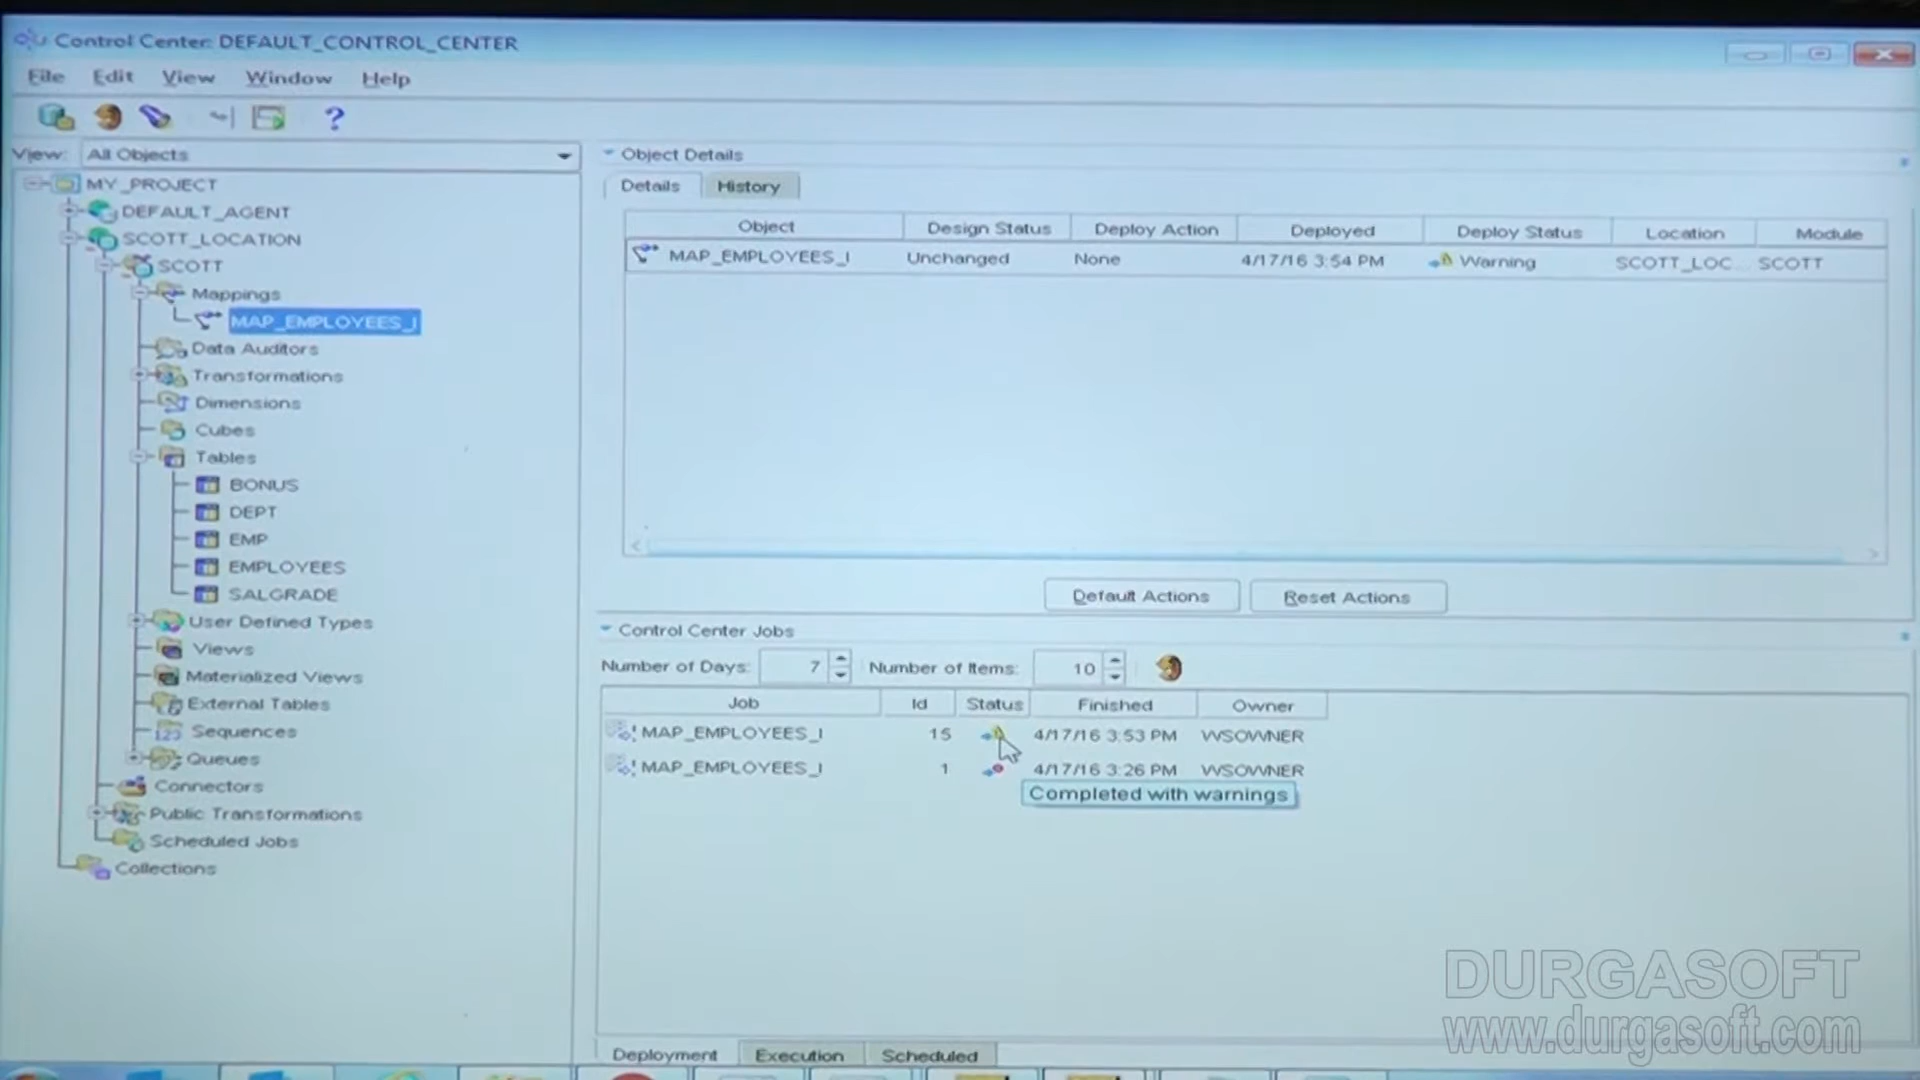 Control Center: DEFAULT_CONTROL_CENTER
File Edit View Window Help
?
View: All Objects
MY_PROJECT
DEFAULT_AGENT
SCOTT_LOCATION
SCOTT
Mappings
MAP_EMPLOYEES_I
Data Auditors
Transformations
Dimensions
Cubes
Tables
BONUS
DEPT
EMP
EMPLOYEES
SALGRADE
User Defined Types
Views
Materialized Views
External Tables
Sequences
Queues
Connectors
Public Transformations
Scheduled Jobs
Collections
Object Details
Details History
Object Design Status Deploy Action Deployed Deploy Status Location Module
MAP_EMPLOYEES_I Unchanged None 4/17/16 3:54 PM Warning SCOTT_LOC... SCOTT
Default Actions Reset Actions
Control Center Jobs
Number of Days: 7 Number of Items: 10
Job Id Status Finished Owner
MAP_EMPLOYEES_I 15 4/17/16 3:53 PM WSOWNER
MAP_EMPLOYEES_I 1 4/17/16 3:26 PM WSOWNER
Completed with warnings
Deployment Execution Scheduled
DURGASOFT
www.durgasoft.com